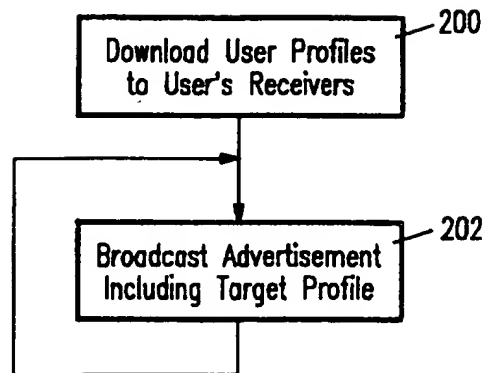 200
Download User Profiles
to User's Receivers
202
Broadcast Advertisement
Including Target Profile